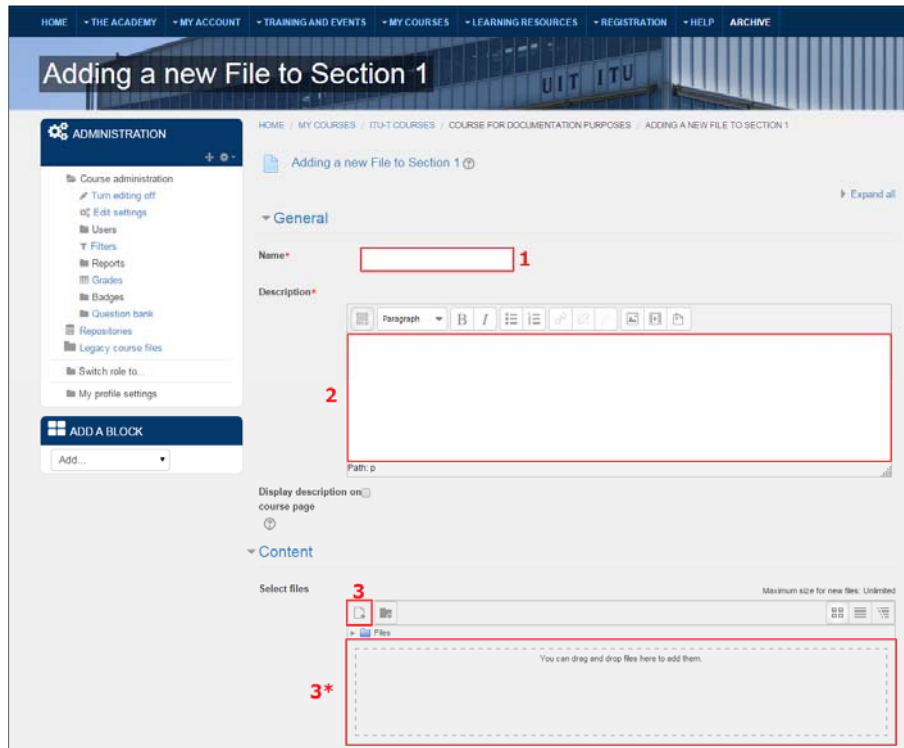 HOME THE ACADEMY MY ACCOUNT TRAINING AND EVENTS MY COURSES LEARNING RESOURCES REGISTRATION HELP ARCHIVE
Adding a new File to Section 1
UIT ITU
ADMINISTRATION
Course administration
Turn editing off
Edit settings
Users
Filters
Reports
Grades
Badges
Question bank
Repositories
Legacy course files
Switch role to...
My profile settings
ADD A BLOCK
Add...
HOME / MY COURSES / ITU-T COURSES / COURSE FOR DOCUMENTATION PURPOSES / ADDING A NEW FILE TO SECTION 1
Adding a new File to Section 1
Expand all
General
Name*
1
Description*
Paragraph B I
2
Path: p
Display description on
course page
Content
Select files
3
Maximum size for new files: Unlimited
Files
You can drag and drop files here to add them.
3*